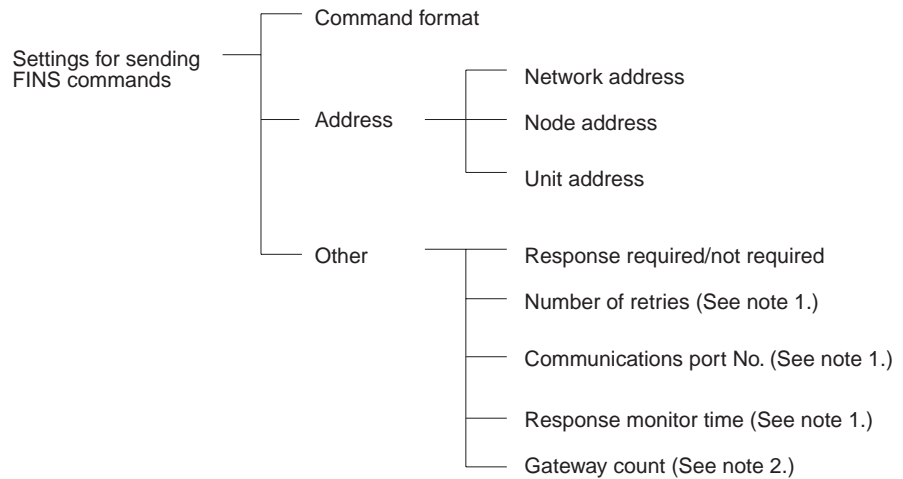 Command format
Settings for sending
FINS commands
Network address
Address
Node address
Unit address
Other
Response required/not required
Number of retries (See note 1.)
Communications port No. (See note 1.)
Response monitor time (See note 1.)
Gateway count (See note 2.)